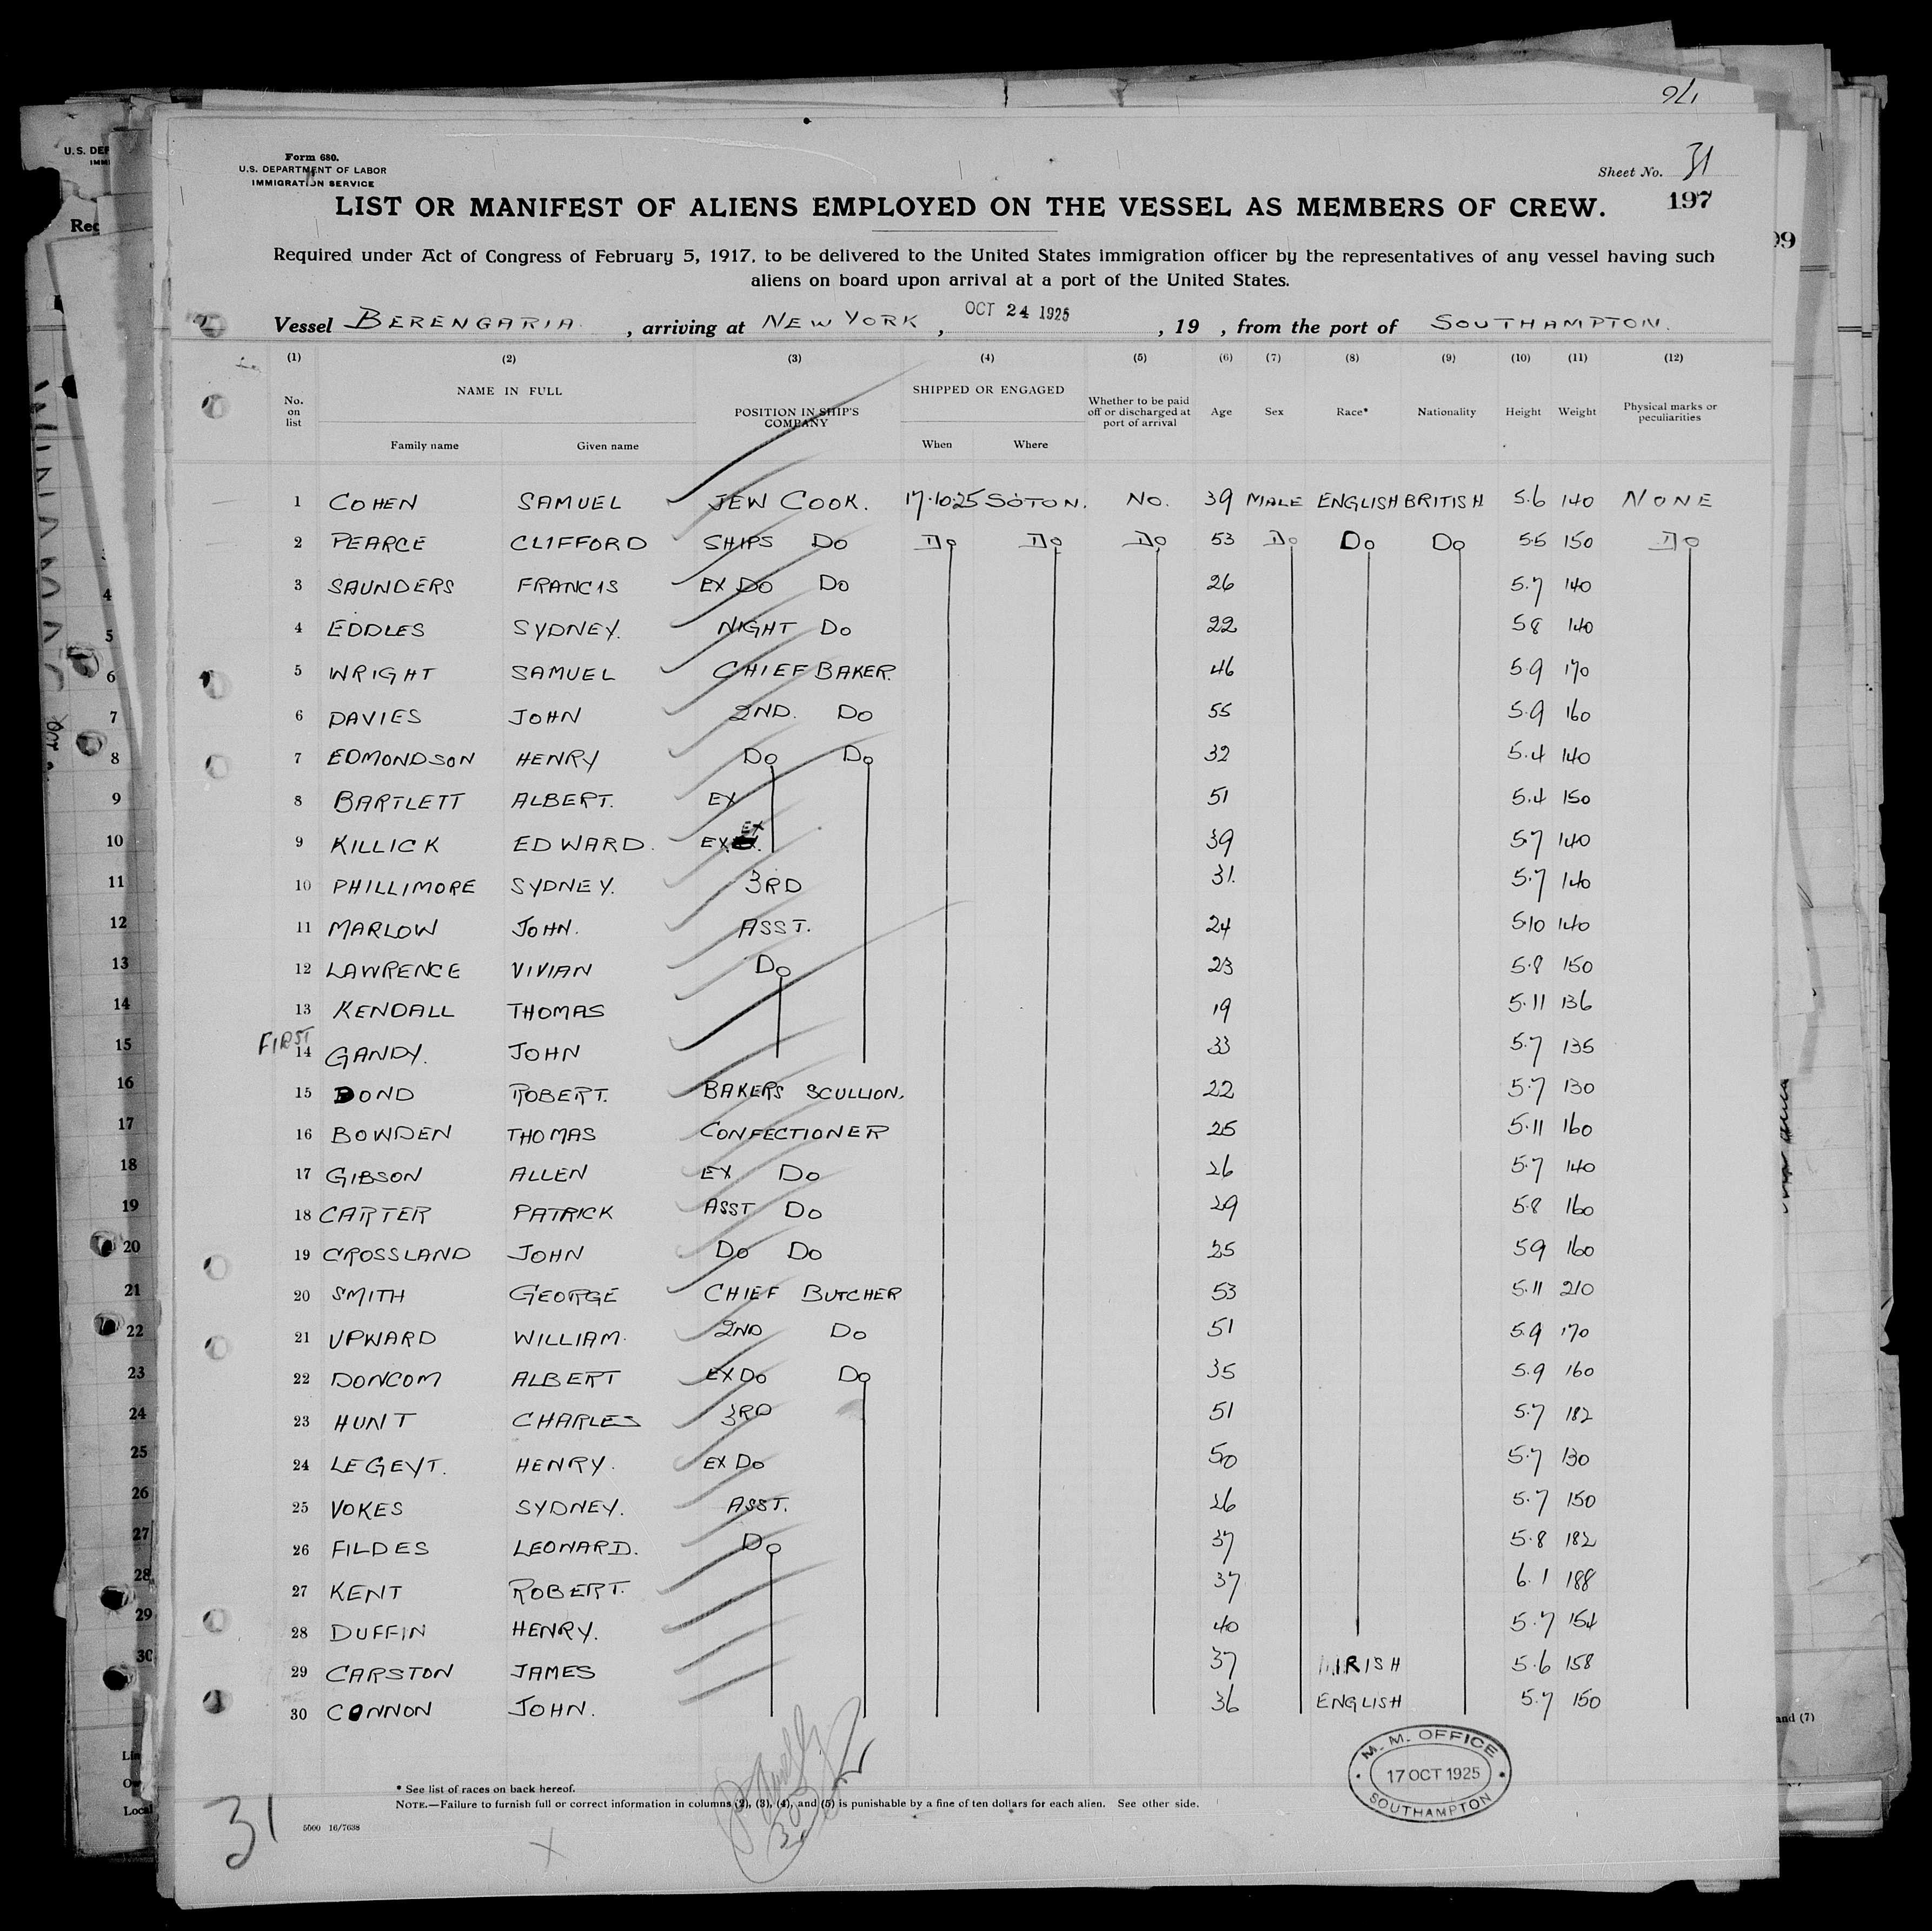 94
Form 680.
U.S. DEPARTMENT OF LABOR
IMMIGRATION SERVICE
Sheet No. 31
197
LIST OR MANIFEST OF ALIENS EMPLOYED ON THE VESSEL AS MEMBERS OF CREW.
Required under Act of Congress of February 5, 1917, to be delivered to the United States immigration officer by the representatives of any vessel having such
aliens on board upon arrival at a port of the United States.
Vessel BERENGARIA , arriving at NEW YORK , OCT 24 1925 , 19 , from the port of SOUTHAMPTON.
(1) (2) (3) (4) (5) (6) (7) (8) (9) (10) (11) (12)
No. on list NAME IN FULL Family name Given name POSITION IN SHIP'S COMPANY SHIPPED OR ENGAGED When Where Whether to be paid off or discharged at port of arrival Age Sex Race* Nationality Height Weight Physical marks or peculiarities
1 COHEN SAMUEL JEW COOK. 17.10.25 SOTON. NO. 39 MALE ENGLISH BRITISH 5.6 140 NONE
2 PEARCE CLIFFORD SHIPS DO DO DO DO 53 DO DO DO 5.5 150 DO
3 SAUNDERS FRANCIS EX DO DO 26 5.7 140
4 EDDLES SYDNEY. NIGHT DO 22 5 8 140
5 WRIGHT SAMUEL CHIEF BAKER. 46 5.9 170
6 DAVIES JOHN 2ND. DO 55 5.9 160
7 EDMONDSON HENRY DO DO 32 5.4 140
8 BARTLETT ALBERT. EX 51 5.4 150
9 KILLICK EDWARD. EX EX 39 5.7 140
10 PHILLIMORE SYDNEY. 3RD 31. 5.7 140
11 MARLOW JOHN. ASST. 24 5.10 140
12 LAWRENCE VIVIAN DO 23 5.8 150
13 KENDALL THOMAS 19 5.11 136
FIRST
14 GANDY. JOHN 33 5.7 135
15 BOND ROBERT. BAKERS SCULLION. 22 5.7 130
16 BOWDEN THOMAS CONFECTIONER 25 5.11 160
17 GIBSON ALLEN EX DO 26 5.7 140
18 CARTER PATRICK ASST DO 29 5.8 160
19 CROSSLAND JOHN DO DO 25 5 9 160
20 SMITH GEORGE CHIEF BUTCHER 53 5.11 210
21 UPWARD WILLIAM. 2ND DO 51 5.9 170
22 DONCOM ALBERT EX DO DO 35 5.9 160
23 HUNT CHARLES 3RD 51 5.7 182
24 LEGEYT. HENRY. EX DO 50 5.7 130
25 VOKES SYDNEY. ASST. 26 5.7 150
26 FILDES LEONARD. DO 37 5.8 182
27 KENT ROBERT. 37 6.1 188
28 DUFFIN HENRY. 40 5.7 154
29 CARSTON JAMES 37 IRISH 5.6 158
30 CONNON JOHN. 36 ENGLISH 5.7 150
M. M. OFFICE
17 OCT 1925
SOUTHAMPTON
* See list of races on back hereof.
NOTE.—Failure to furnish full or correct information in columns (2), (3), (4), and (5) is punishable by a fine of ten dollars for each alien. See other side.
5000 16/7638
31